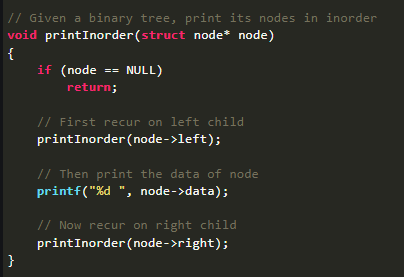 // Given a binary tree, print its nodes in inorder
void printInorder(struct node* node)
{
if (node == NULL)
return;
// First recur on left child
printInorder(node->left);
// Then print the data of node
printf("%d ", node->data);
// Now recur on right child
printInorder(node->right);
}